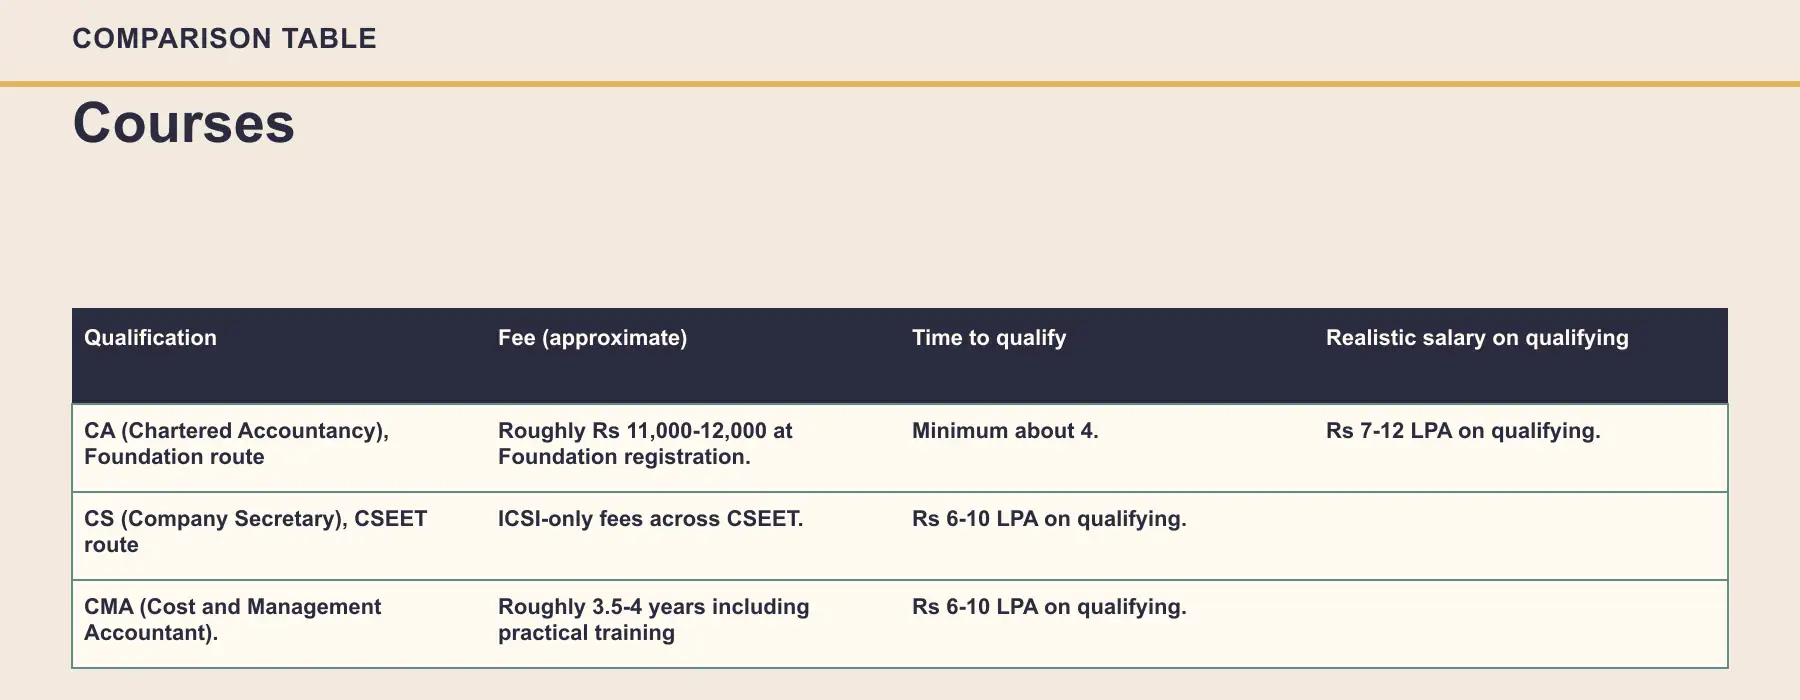 COMPARISON TABLE
Courses
Qualification Fee (approximate) Time to qualify Realistic salary on qualifying
CA (Chartered Accountancy), Roughly Rs 11,000-12,000 at Minimum about 4. Rs 7-12 LPA on qualifying.
Foundation route Foundation registration.
CS (Company Secretary), CSEET ICSI-only fees across CSEET. Rs 6-10 LPA on qualifying.
route
CMA (Cost and Management Roughly 3.5-4 years including Rs 6-10 LPA on qualifying.
Accountant). practical training